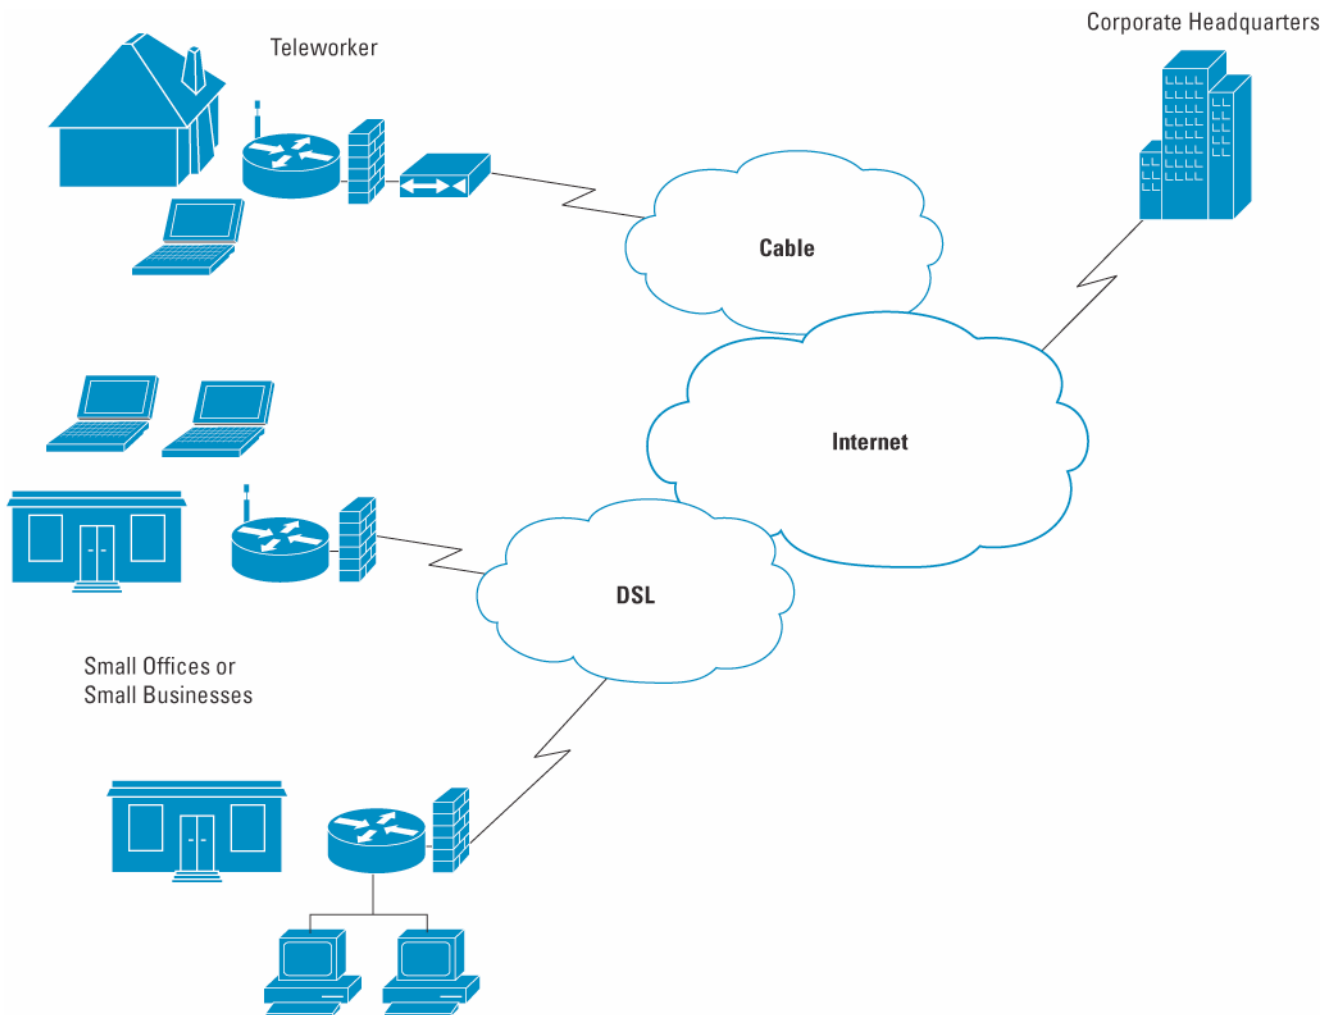 Corporate Headquarters
Teleworker
Cable
Internet
DSL
Small Offices or
Small Businesses